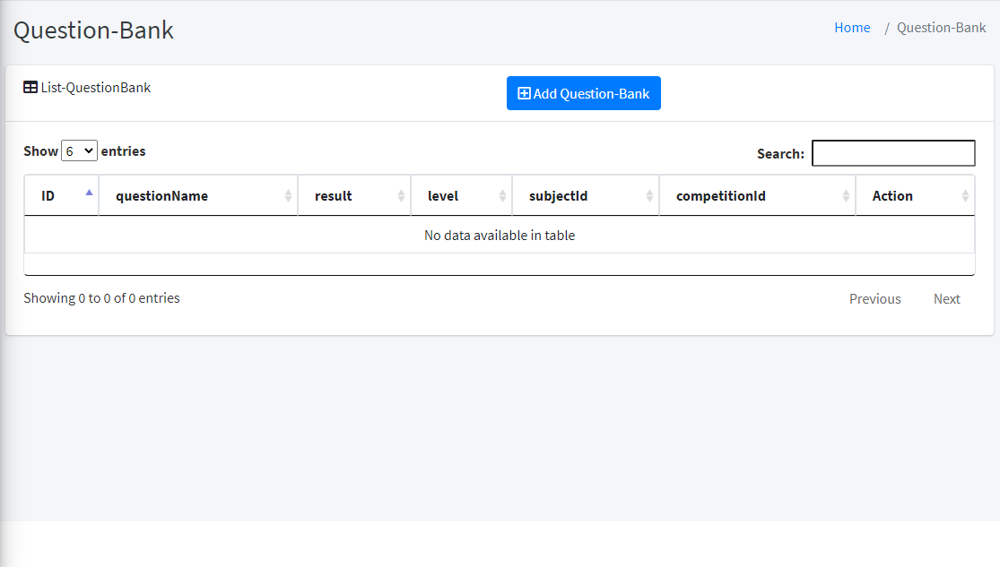 Question-Bank
Home / Question-Bank
List-QuestionBank
Add Question-Bank
Show 6 entries
Search:
ID questionName result level subjectId competitionId Action
No data available in table
Showing 0 to 0 of 0 entries
Previous Next